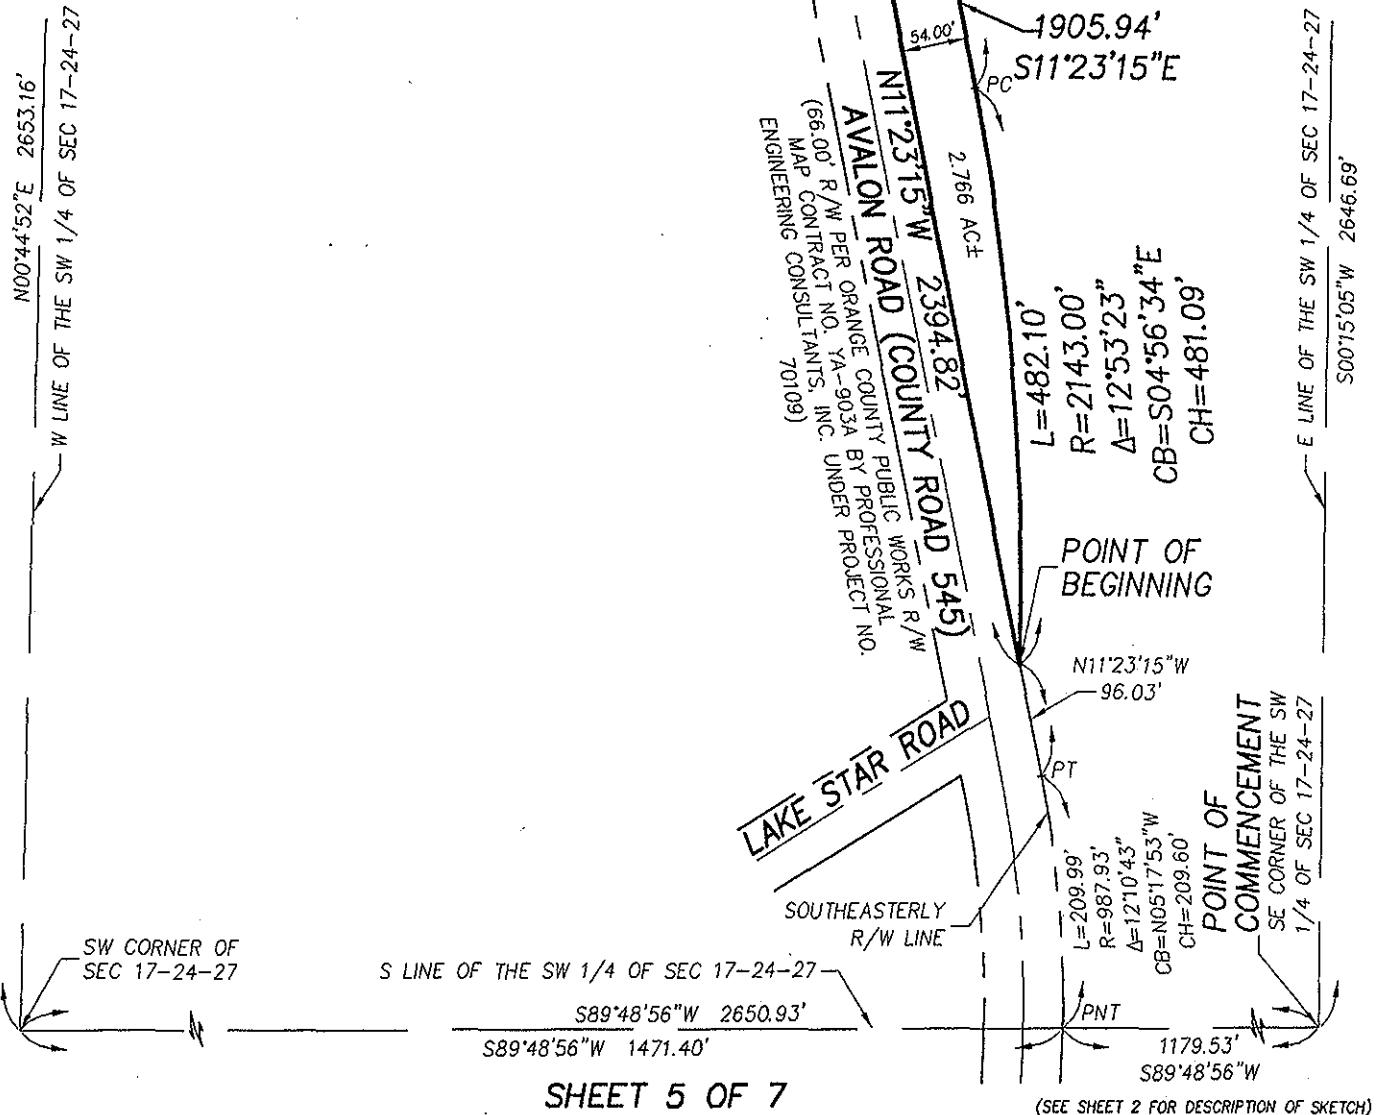 N00°44'52"E 2653.16'
W LINE OF THE SW 1/4 OF SEC 17-24-27
54.00'
1905.94'
S11°23'15"E
PC
N11°23'15"W 2394.82'
AVALON ROAD (COUNTY ROAD 545)
(66.00' R/W PER ORANGE COUNTY PUBLIC WORKS R/W
MAP CONTRACT NO. YA-903A BY PROFESSIONAL
ENGINEERING CONSULTANTS, INC. UNDER PROJECT NO.
70109)
2.766 AC±
L=482.10'
R=2143.00'
Δ=12°53'23"
CB=S04°56'34"E
CH=481.09'
E LINE OF THE SW 1/4 OF SEC 17-24-27
S00°15'05"W 2646.69'
POINT OF
BEGINNING
N11°23'15"W
96.03'
LAKE STAR ROAD
PT
SOUTHEASTERLY
R/W LINE
L=209.99'
R=987.93'
Δ=12°10'43"
CB=N05°17'53"W
CH=209.60'
POINT OF
COMMENCEMENT
SE CORNER OF THE SW
1/4 OF SEC 17-24-27
SW CORNER OF
SEC 17-24-27
S LINE OF THE SW 1/4 OF SEC 17-24-27
S89°48'56"W 2650.93'
S89°48'56"W 1471.40'
PNT
1179.53'
S89°48'56"W
SHEET 5 OF 7
(SEE SHEET 2 FOR DESCRIPTION OF SKETCH)